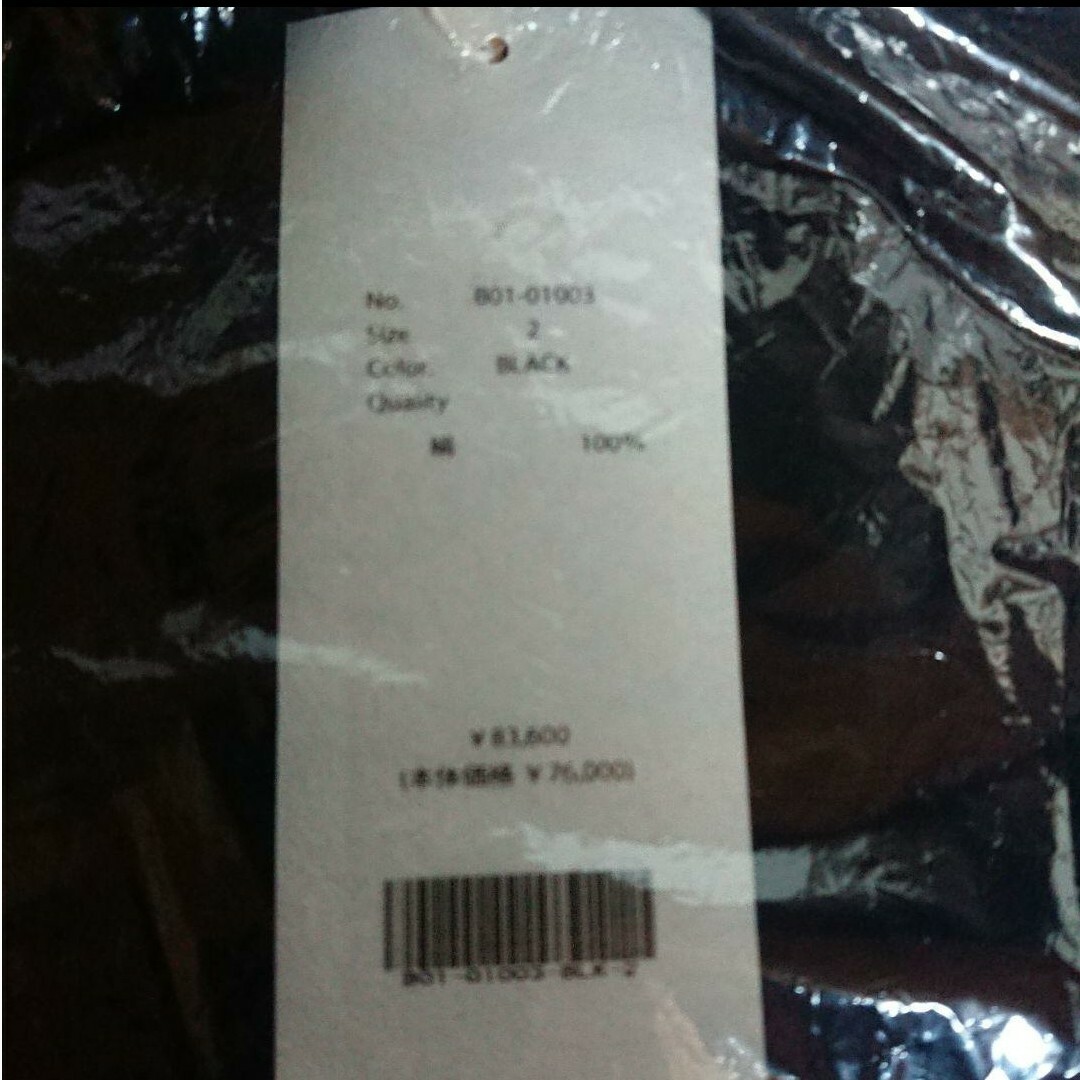 No. B01-01003
Size 2
Color. BLACK
Quality
100%
¥83,600
(本体価格 ¥76,000)
B01-01003-BLK-2